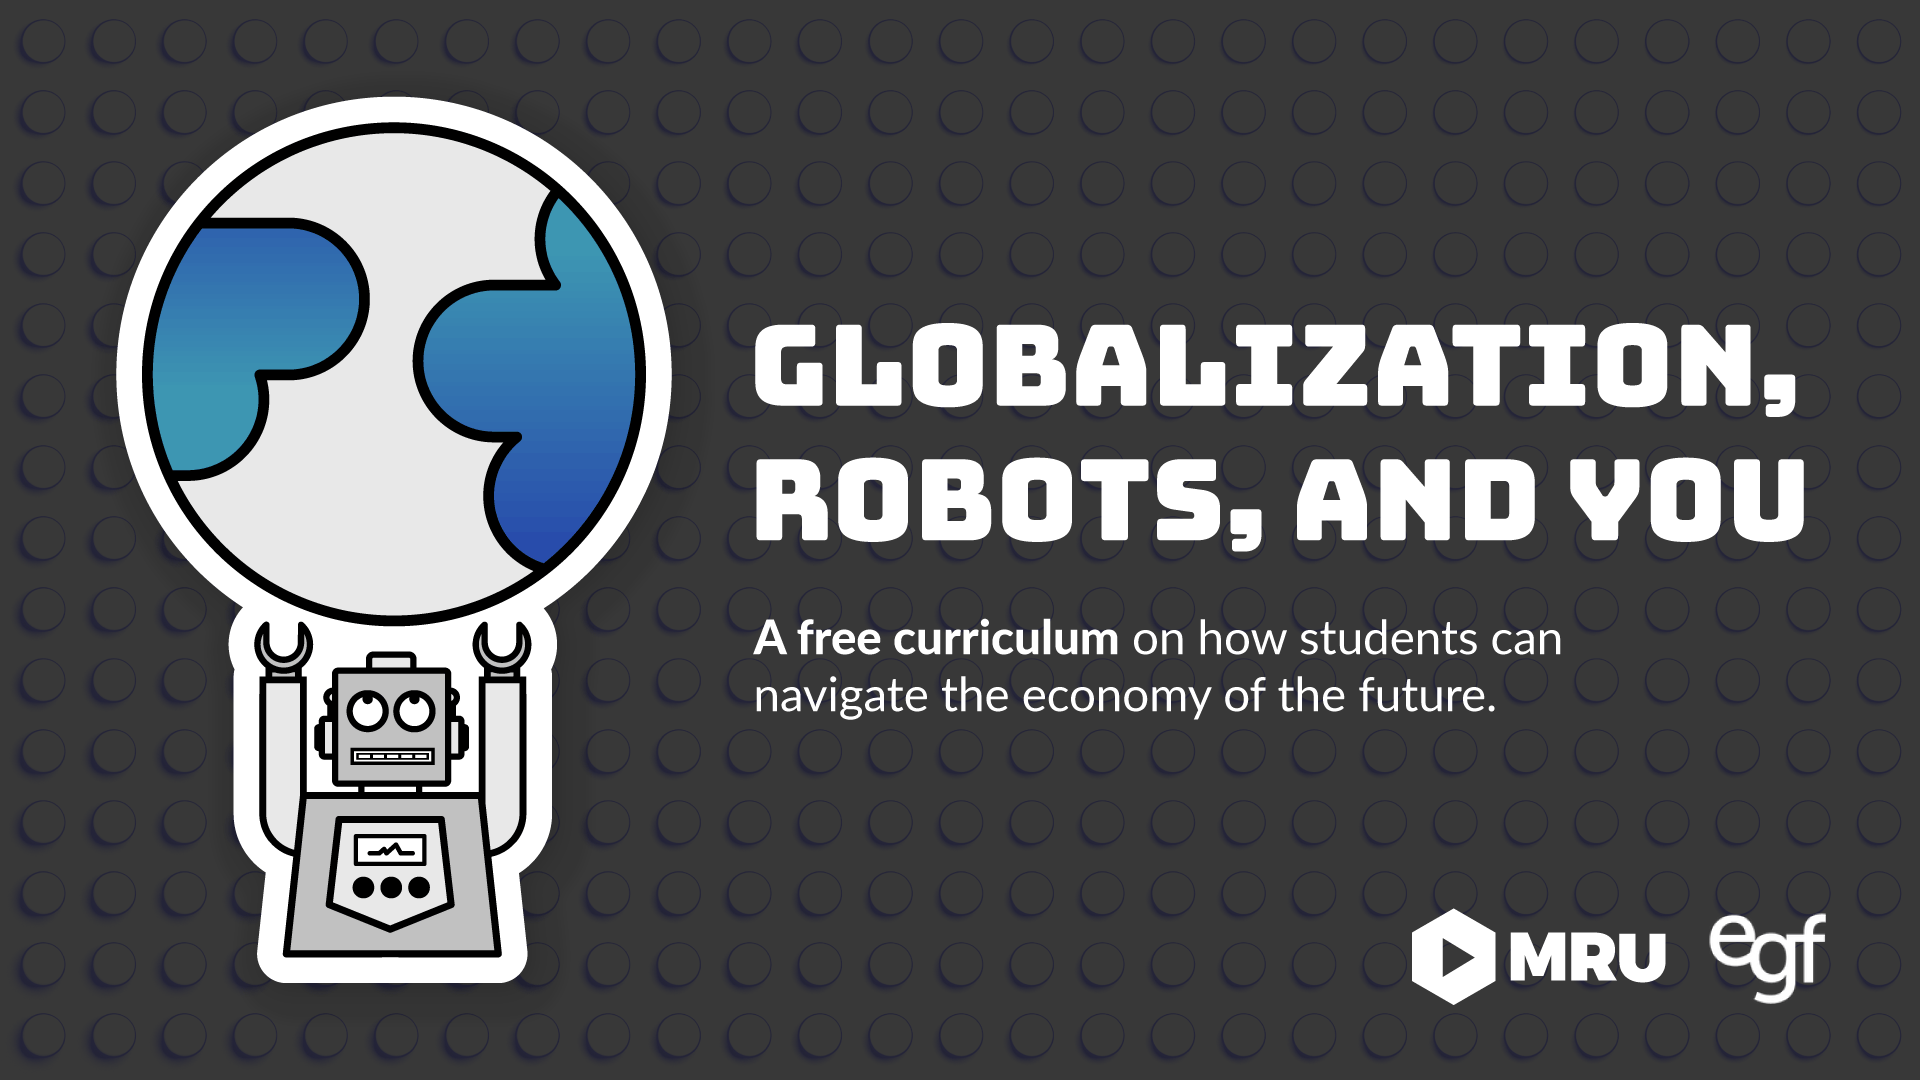 GLOBALIZATION,
ROBOTS, AND YOU
A free curriculum on how students can
navigate the economy of the future.
MRU
egf